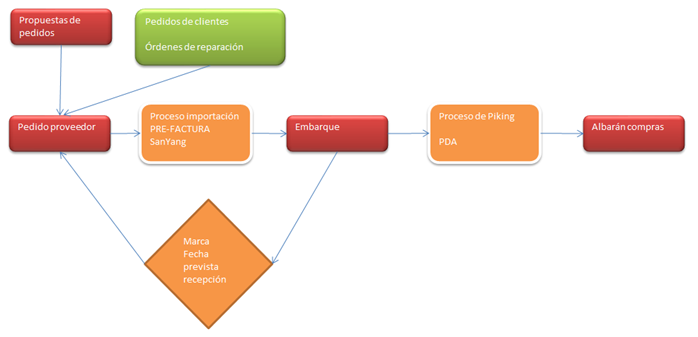 Propuestas de
pedidos
Pedidos de clientes
Órdenes de reparación
Pedido proveedor
Proceso importación
PRE-FACTURA
SanYang
Embarque
Proceso de Piking
PDA
Albarán compras
Marca
Fecha
prevista
recepción